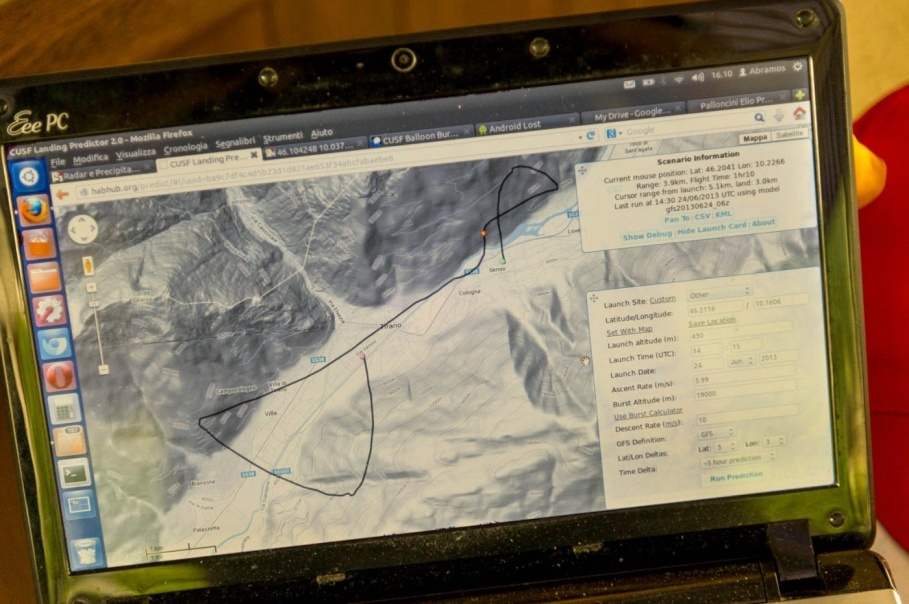 Eee PC
16.10 Abramos
CUSF Landing Predictor 2.0 - Mozilla Firefox
File Modifica Visualizza Cronologia Segnalibri Strumenti Aiuto
Radar e Precipita...
CUSF Landing Pre...
46.104248 10.037...
CUSF Balloon Bur...
Android Lost
My Drive - Google...
Palloncini Elio Pr...
habhub.org/predict/
Google
Mappa
Satellite
Scenario Information
Current mouse position: Lat: 46.2041 Lon: 10.2266
Range: 3.9km, Flight Time: 1hr10
Cursor range from launch: 5.1km, land: 3.0km
Last run at 14:30 24/06/2013 UTC using model
gfs20130624_06z
Pan To | CSV | KML
Show Debug | Hide Launch Card | About
Launch Site: Custom Other
Latitude/Longitude: 46.2116 / 10.1606
Set With Map Save Location
Launch altitude (m): 450
Launch Time (UTC): 14 : 15
Launch Date: 24 Jun 2013
Ascent Rate (m/s): 5.99
Burst Altitude (m): 19000
Use Burst Calculator
Descent Rate (m/s): 10
GFS Definition: GFS
Lat/Lon Deltas: Lat: 3 Lon: 3
Time Delta: ~5 hour prediction
Run Prediction
Sernio
Cologna
Tirano
Campocologno
Villa
Bianzone
SS38
1 km